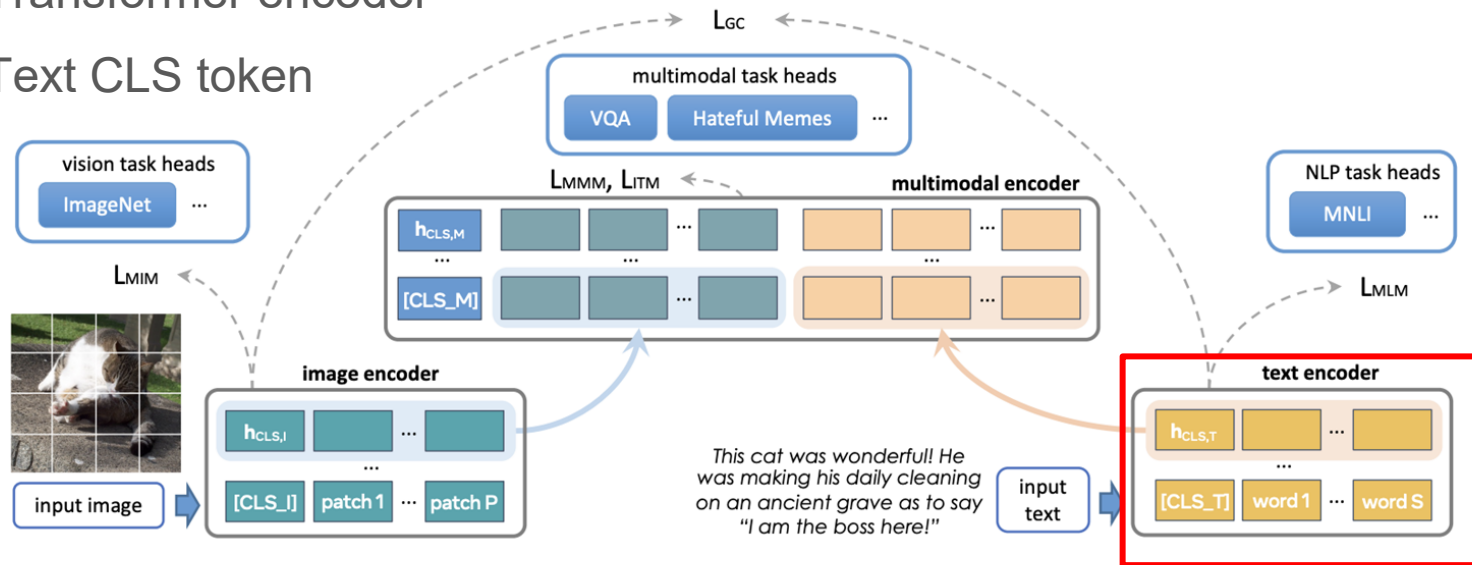 Transformer encoder
Text CLS token
LGC
multimodal task heads
VQA
Hateful Memes
...
vision task heads
ImageNet
...
NLP task heads
MNLI
...
LMMM, LITM
multimodal encoder
hCLS,M
...
...
...
...
...
[CLS_M]
...
...
LMIM
LMLM
image encoder
hCLS,I
...
...
[CLS_I]
patch 1
...
patch P
input image
This cat was wonderful! He
was making his daily cleaning
on an ancient grave as to say
“I am the boss here!”
input
text
text encoder
hCLS,T
...
...
[CLS_T]
word 1
...
word S